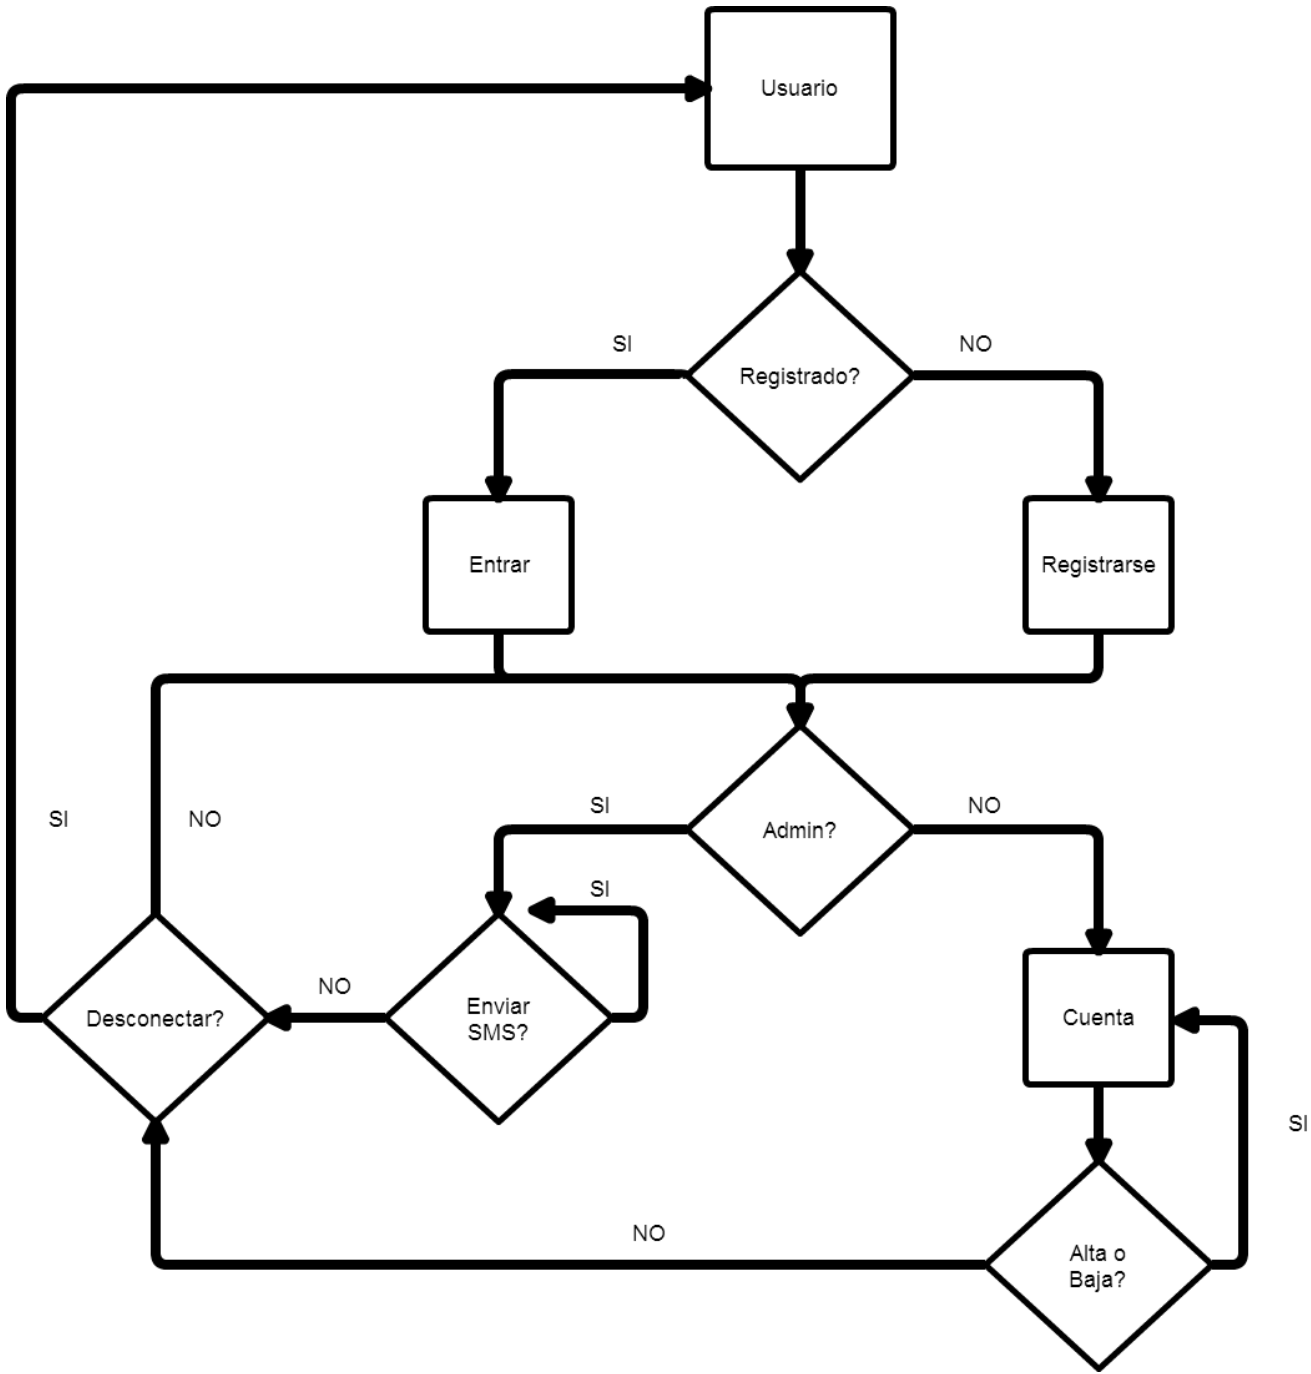 Usuario
SI
NO
Registrado?
Entrar
Registrarse
SI
NO
SI
NO
Admin?
SI
NO
Enviar
SMS?
Desconectar?
Cuenta
SI
NO
Alta o
Baja?